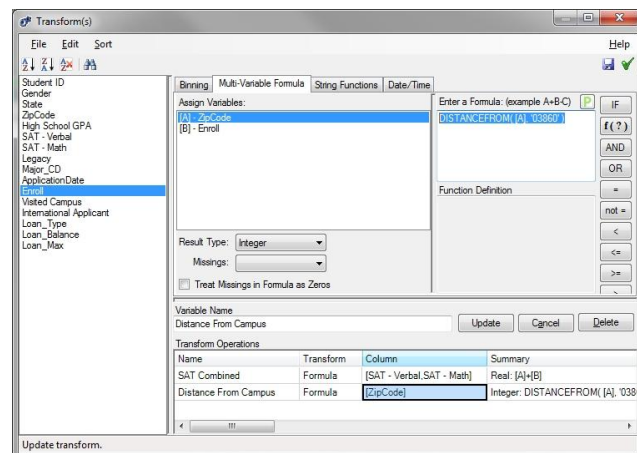 Transform(s)
File Edit Sort Help
Student ID
Gender
State
ZipCode
High School GPA
SAT - Verbal
SAT - Math
Legacy
Major_CD
ApplicationDate
Enroll
Visited Campus
International Applicant
Loan_Type
Loan_Balance
Loan_Max
Binning Multi-Variable Formula String Functions Date/Time
Assign Variables:
[A] - ZipCode
[B] - Enroll
Enter a Formula: (example A+B-C) P
DISTANCEFROM( [A], '03860' )
Function Definition
IF
f(?)
AND
OR
=
not =
<
<=
>=
Result Type: Integer
Missings:
Treat Missings in Formula as Zeros
Variable Name
Distance From Campus
Update Cancel Delete
Transform Operations
Name Transform Column Summary
SAT Combined Formula [SAT - Verbal,SAT - Math] Real: [A]+[B]
Distance From Campus Formula [ZipCode] Integer: DISTANCEFROM( [A], '038
Update transform.